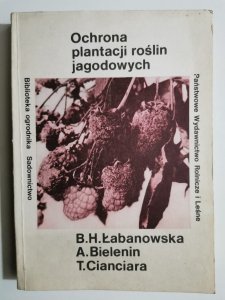 Ochrona
plantacji roślin
jagodowych
Biblioteka ogrodnika Sadownictwo
Państwowe Wydawnictwo Rolnicze i Leśne
B.H.Łabanowska
A.Bielenin
T.Cianciara